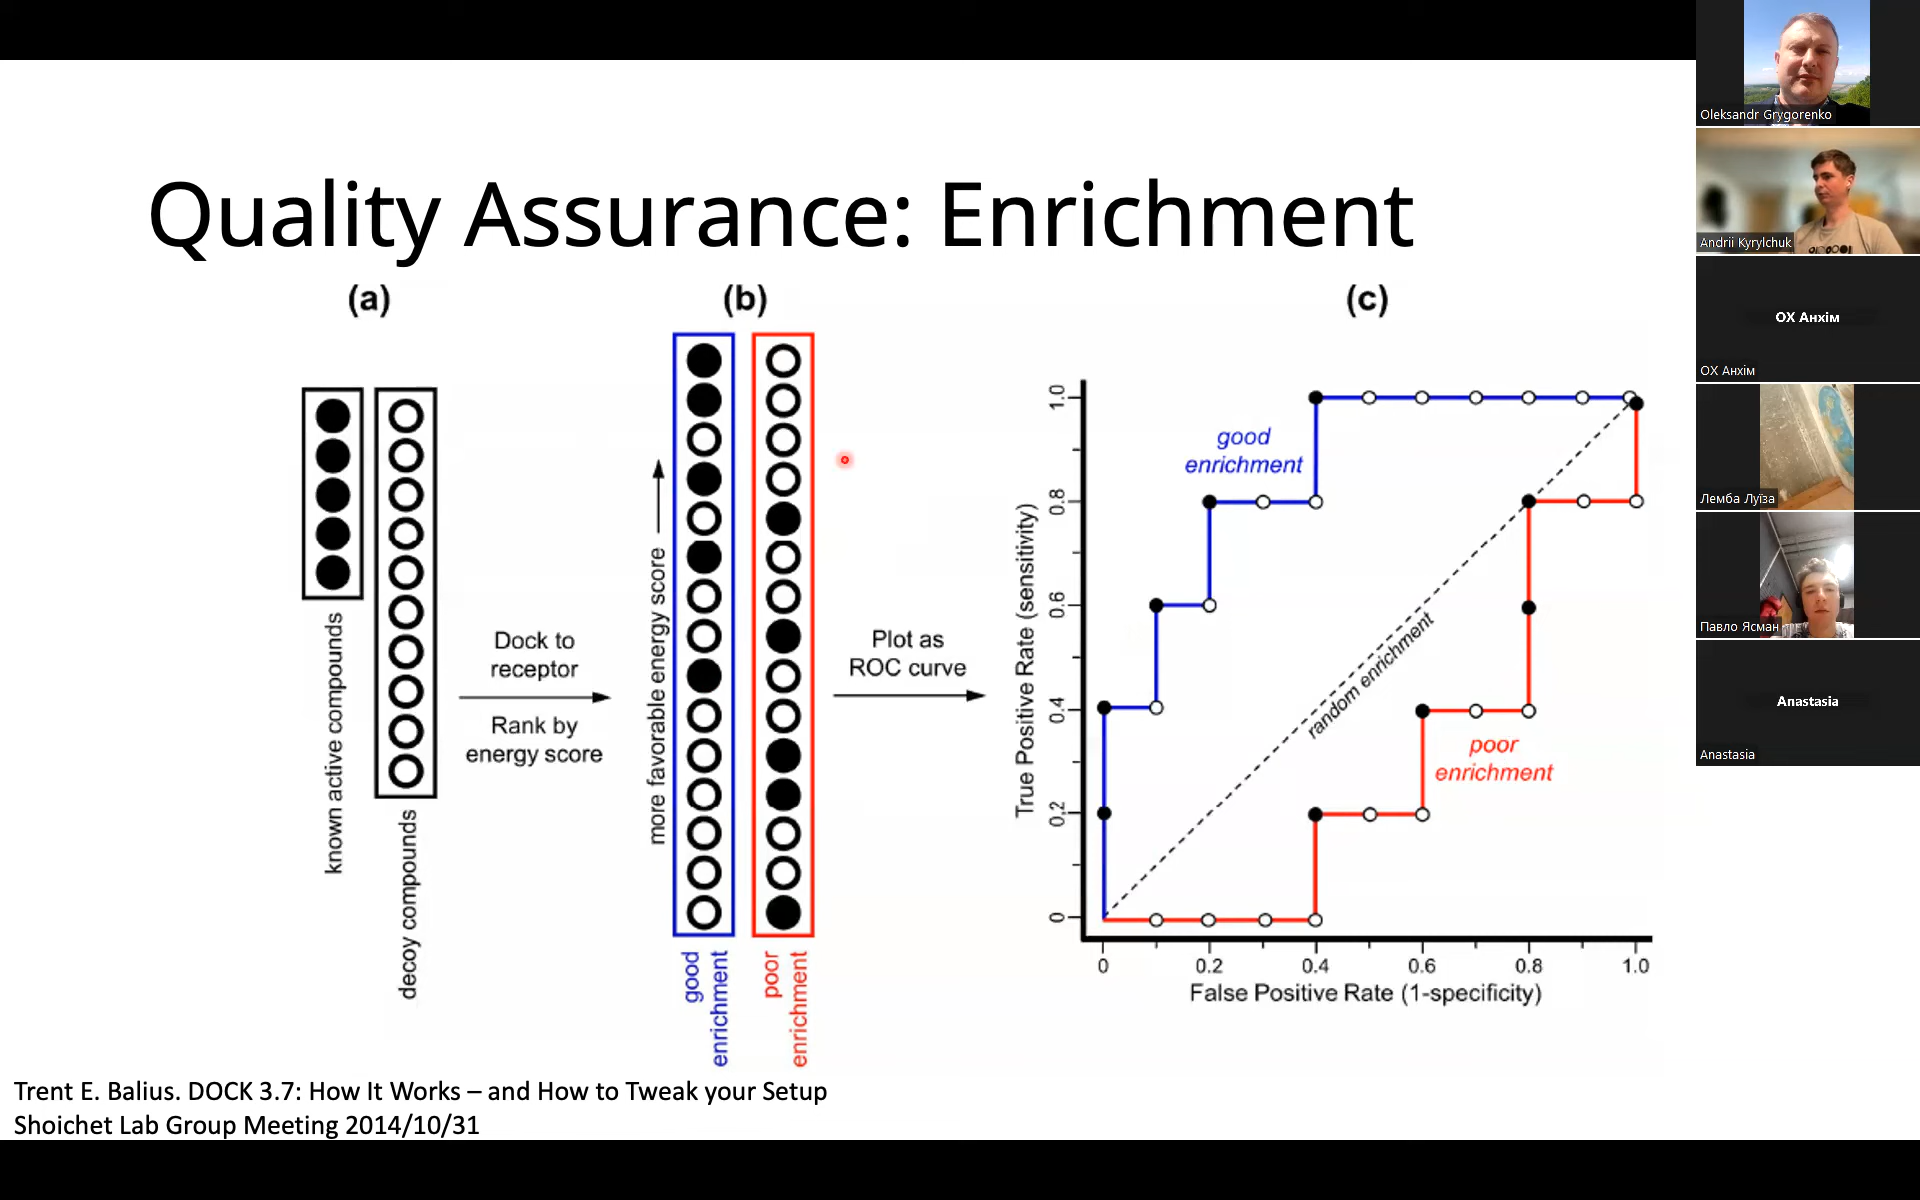 Quality Assurance: Enrichment
(a)
(b)
(c)
known active compounds
decoy compounds
Dock to
receptor
Rank by
energy score
more favorable energy score
good
enrichment
poor
enrichment
Plot as
ROC curve
True Positive Rate (sensitivity)
1.0
0.8
0.6
0.4
0.2
0
good
enrichment
random enrichment
poor
enrichment
0
0.2
0.4
0.6
0.8
1.0
False Positive Rate (1-specificity)
Trent E. Balius. DOCK 3.7: How It Works – and How to Tweak your Setup
Shoichet Lab Group Meeting 2014/10/31
Oleksandr Grygorenko
Andrii Kyrylchuk
ОХ Анхім
ОХ Анхім
Лемба Луїза
Павло Ясман
Anastasia
Anastasia